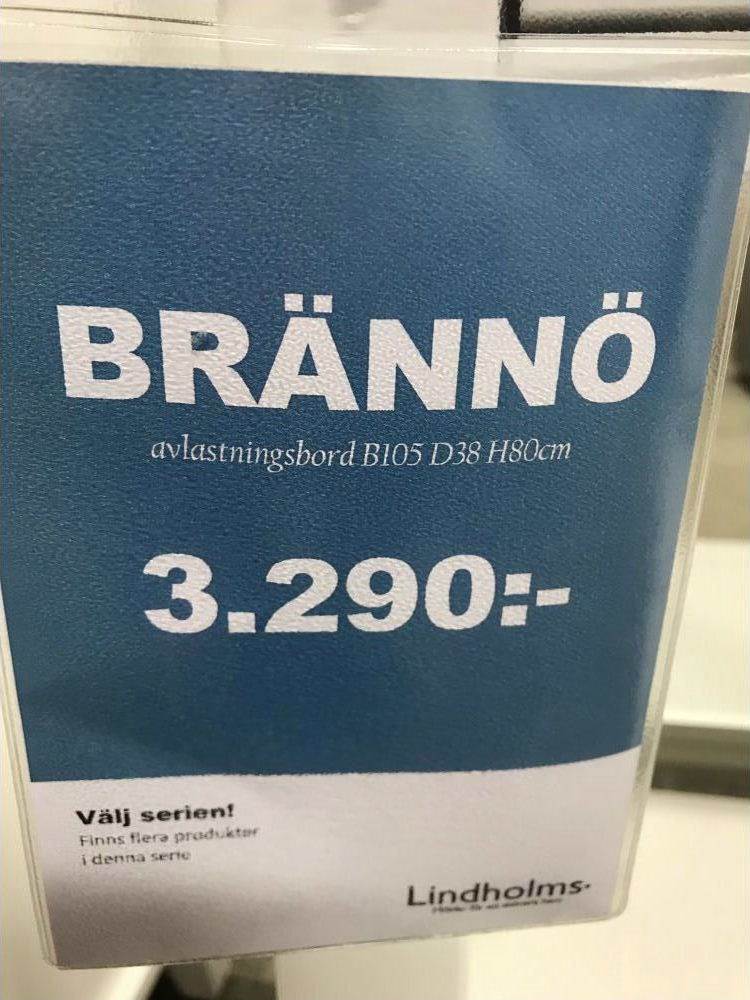 BRÄNNÖ
avlastningsbord B105 D38 H80cm
3.290:-
Välj serien!
Finns flera produkter
i denna serie
Lindholms